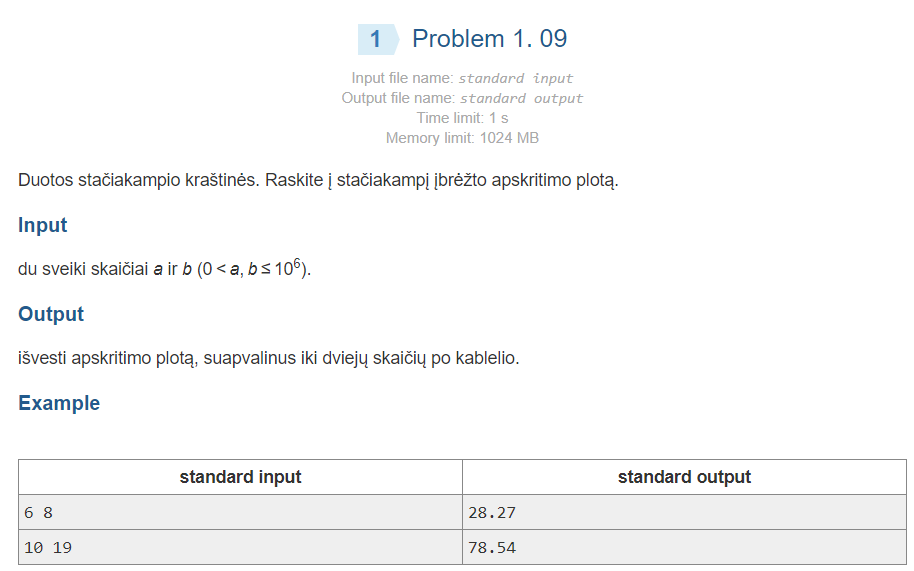 1 Problem 1. 09
Input file name: standard input
Output file name: standard output
Time limit: 1 s
Memory limit: 1024 MB
Duotos stačiakampio kraštinės. Raskite į stačiakampį įbrėžto apskritimo plotą.
Input
du sveiki skaičiai a ir b (0 < a, b ≤ 10⁶).
Output
išvesti apskritimo plotą, suapvalinus iki dviejų skaičių po kablelio.
Example
standard input standard output
6 8 28.27
10 19 78.54